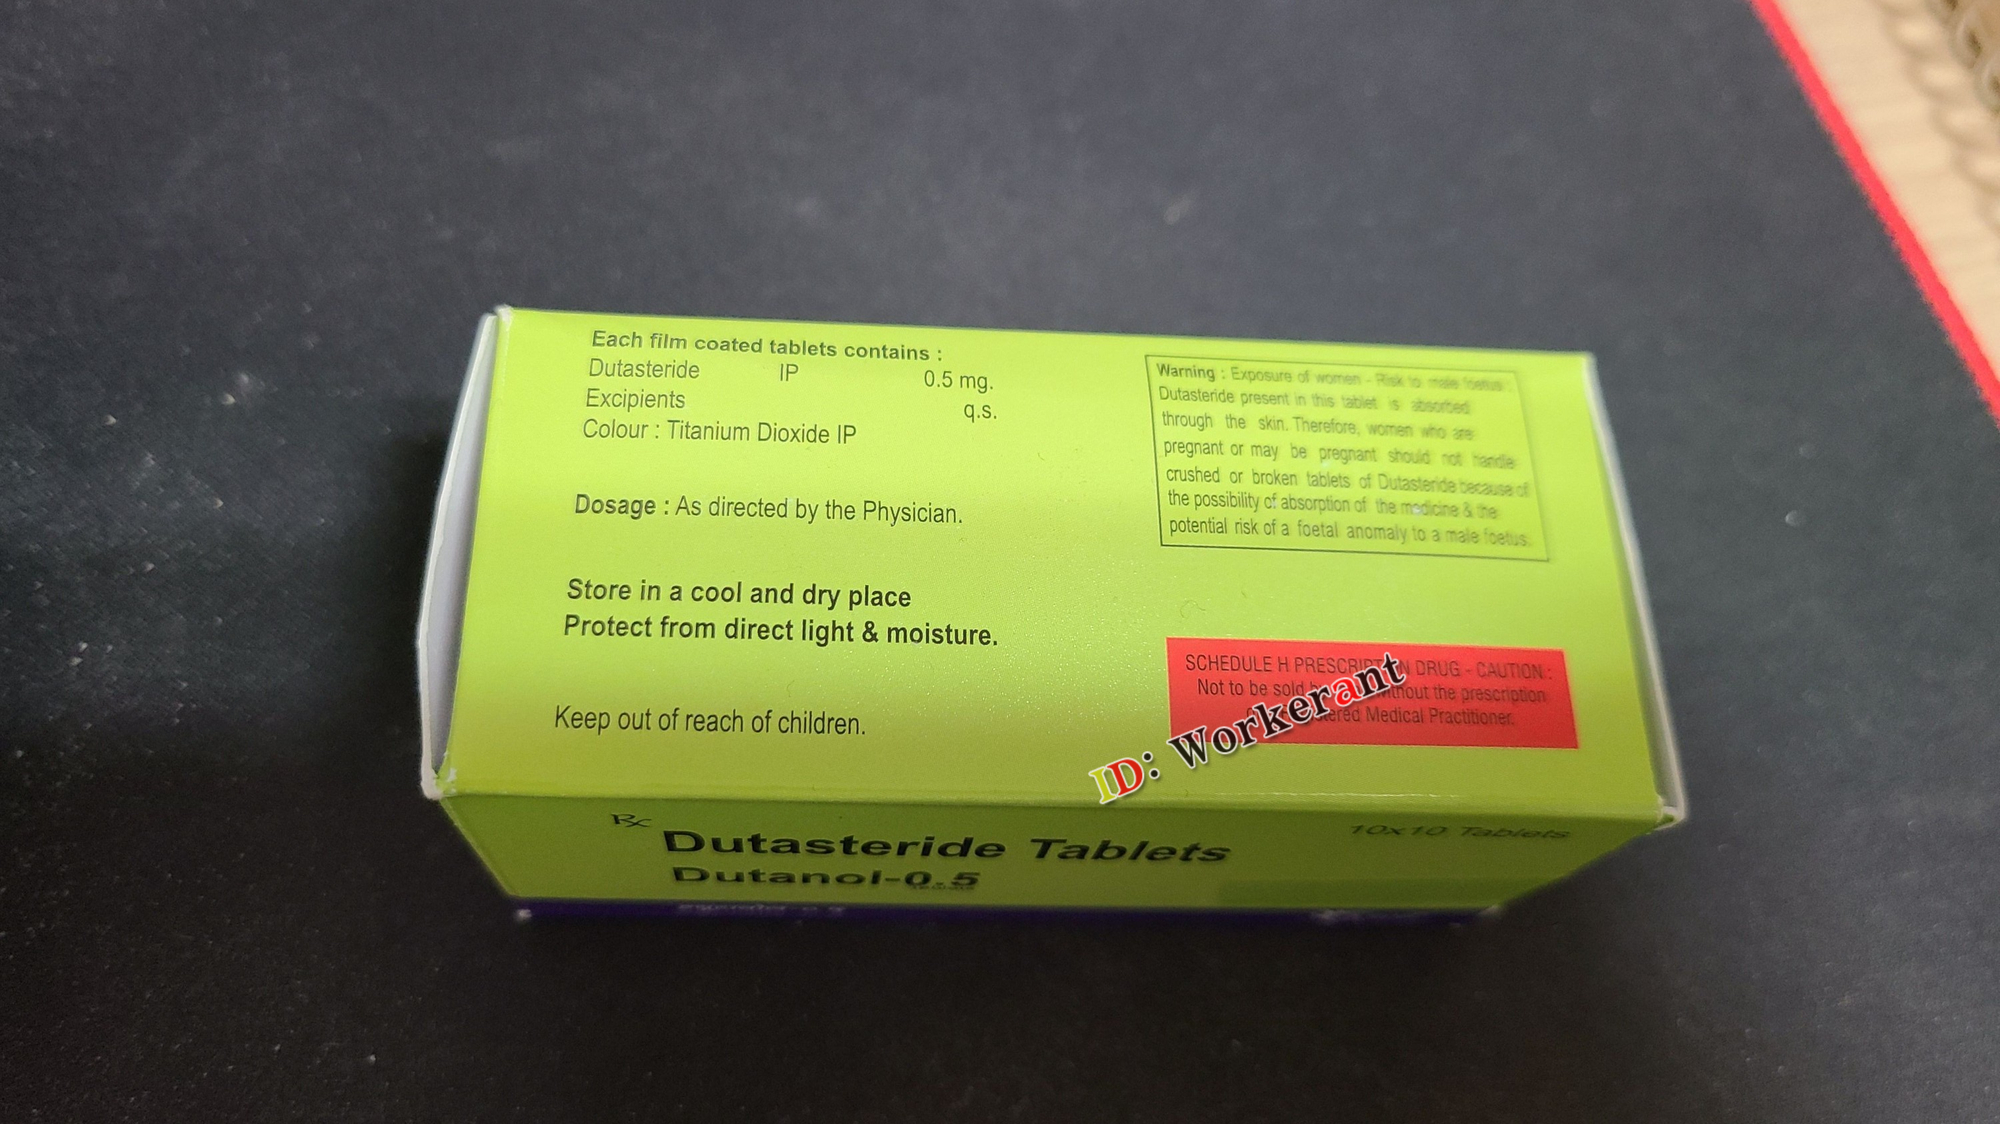 Each film coated tablets contains :
Dutasteride IP 0.5 mg.
Excipients q.s.
Colour : Titanium Dioxide IP
Dosage : As directed by the Physician.
Store in a cool and dry place
Protect from direct light & moisture.
Keep out of reach of children.
Warning : Exposure of women - Risk to male foetus
Dutasteride present in this tablet is absorbed
through the skin. Therefore, women who are
pregnant or may be pregnant should not handle
crushed or broken tablets of Dutasteride because of
the possibility of absorption of the medicine & the
potential risk of a foetal anomaly to a male foetus.
SCHEDULE H DRUG - CAUTION :
Not to be sold the prescription
Medical Practitioner.
ID: Workerant
Rx
Dutasteride Tablets
Dutanol-0.5
10x10 Tablets